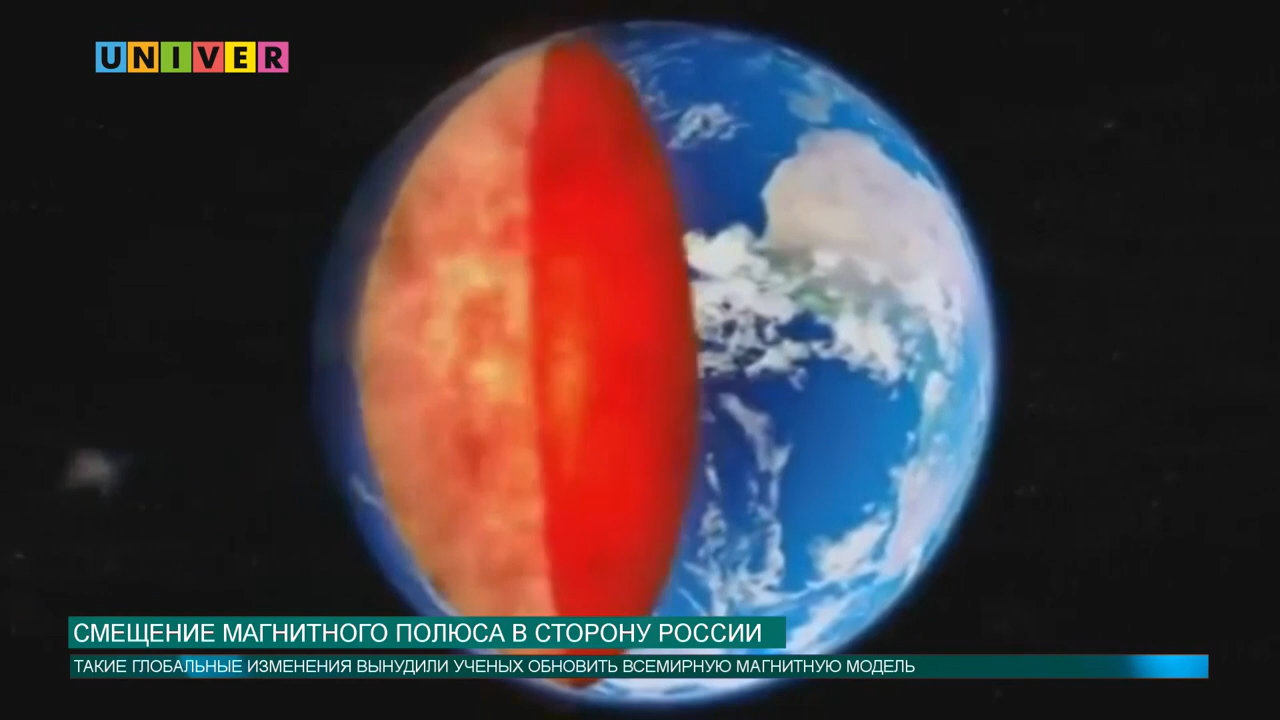 UNIVER
СМЕЩЕНИЕ МАГНИТНОГО ПОЛЮСА В СТОРОНУ РОССИИ
ТАКИЕ ГЛОБАЛЬНЫЕ ИЗМЕНЕНИЯ ВЫНУДИЛИ УЧЕНЫХ ОБНОВИТЬ ВСЕМИРНУЮ МАГНИТНУЮ МОДЕЛЬ